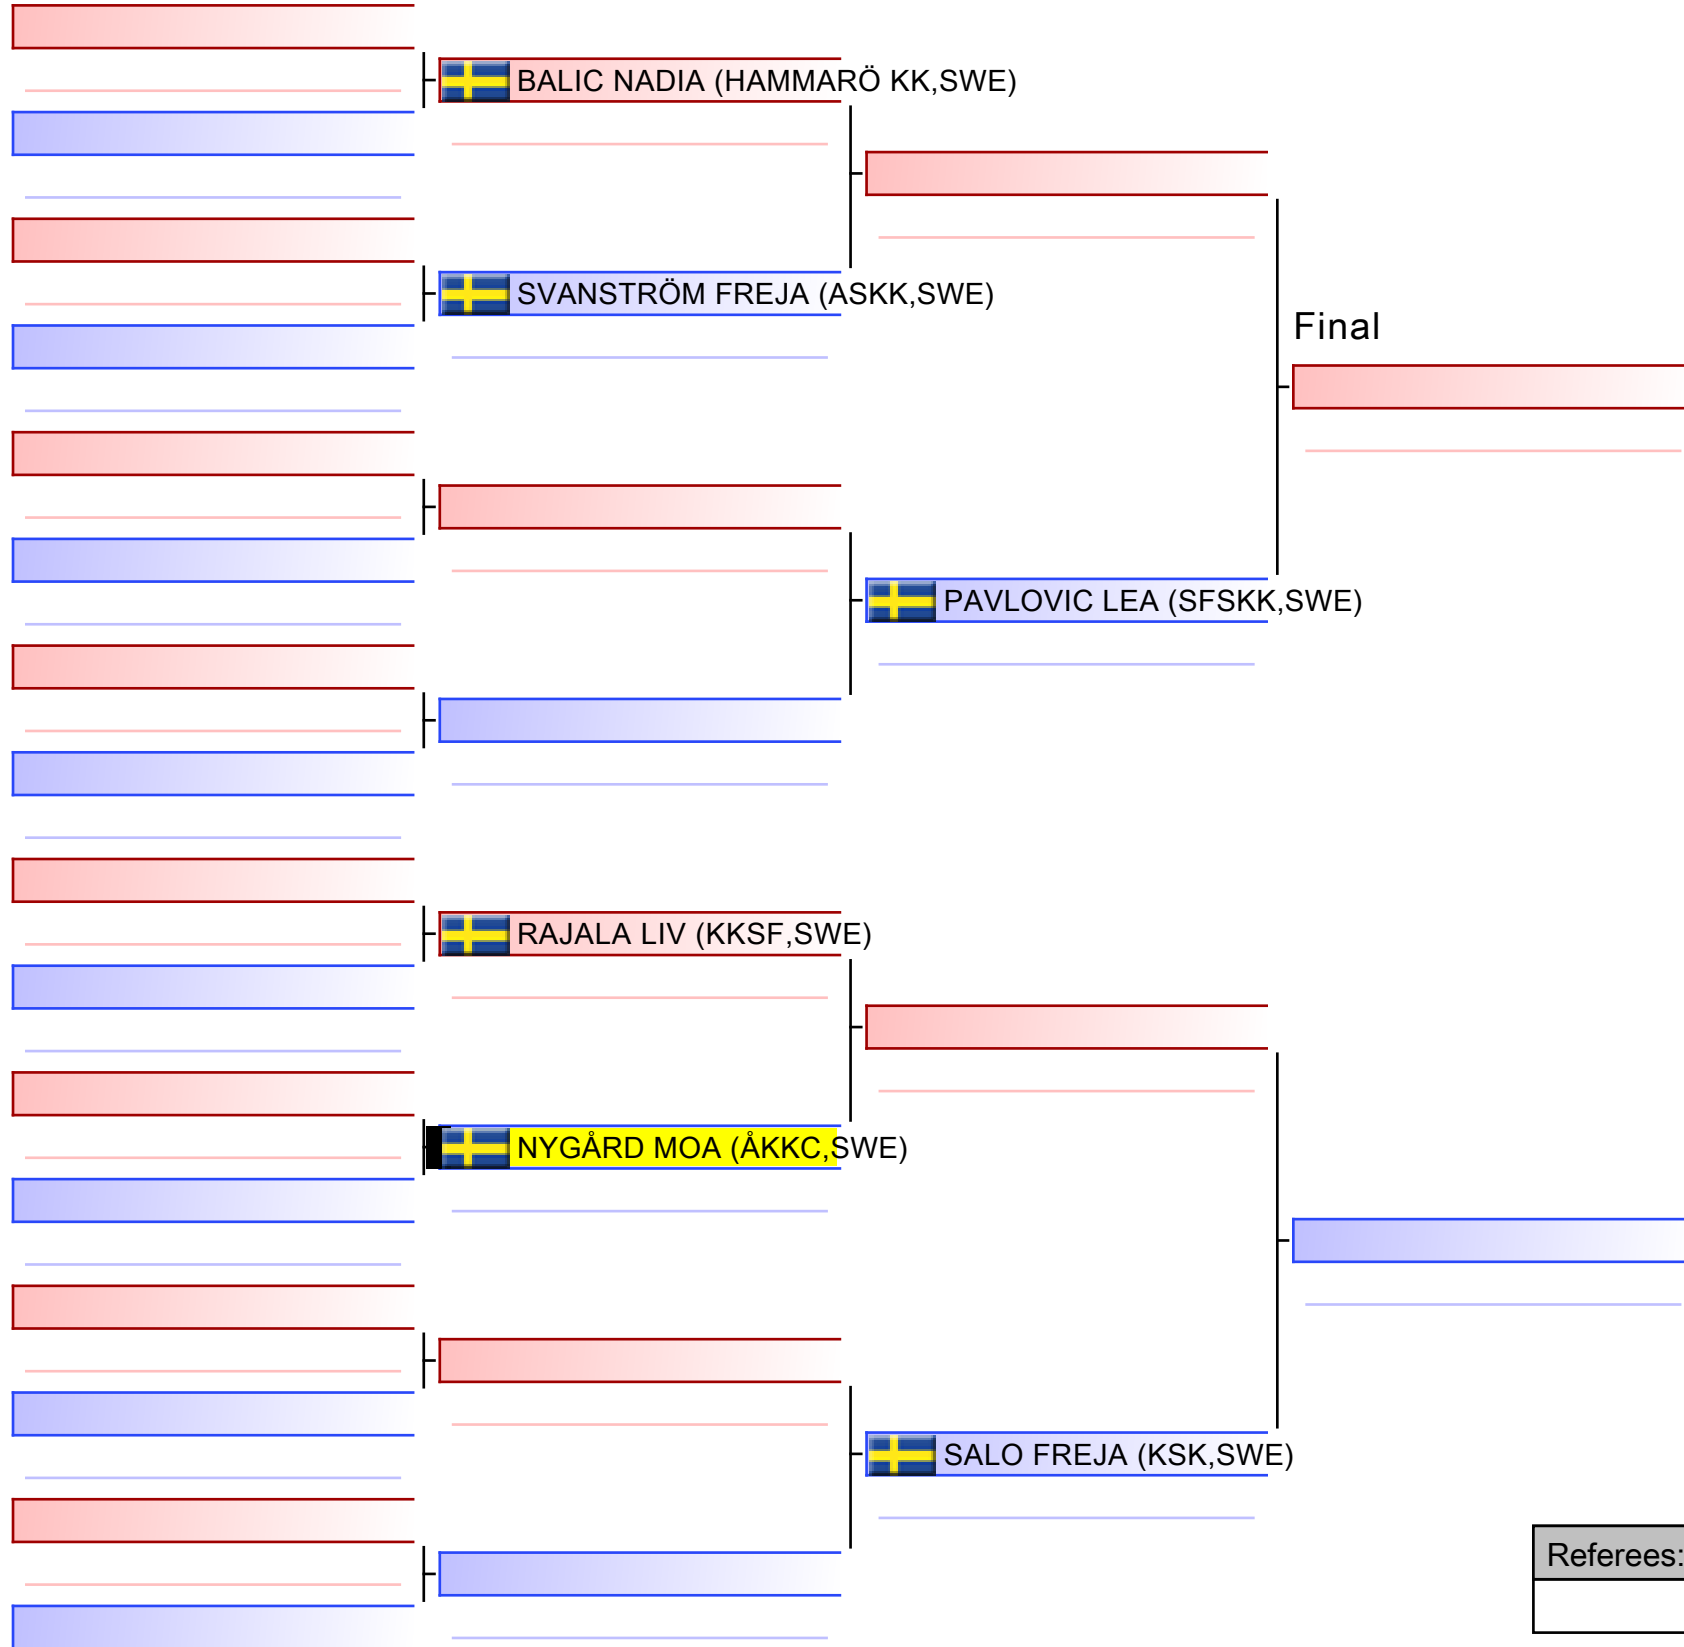 BALIC NADIA (HAMMARÖ KK,SWE)
SVANSTRÖM FREJA (ASKK,SWE)
Final
PAVLOVIC LEA (SFSKK,SWE)
RAJALA LIV (KKSF,SWE)
NYGÅRD MOA (ÅKKC,SWE)
SALO FREJA (KSK,SWE)
Referees: